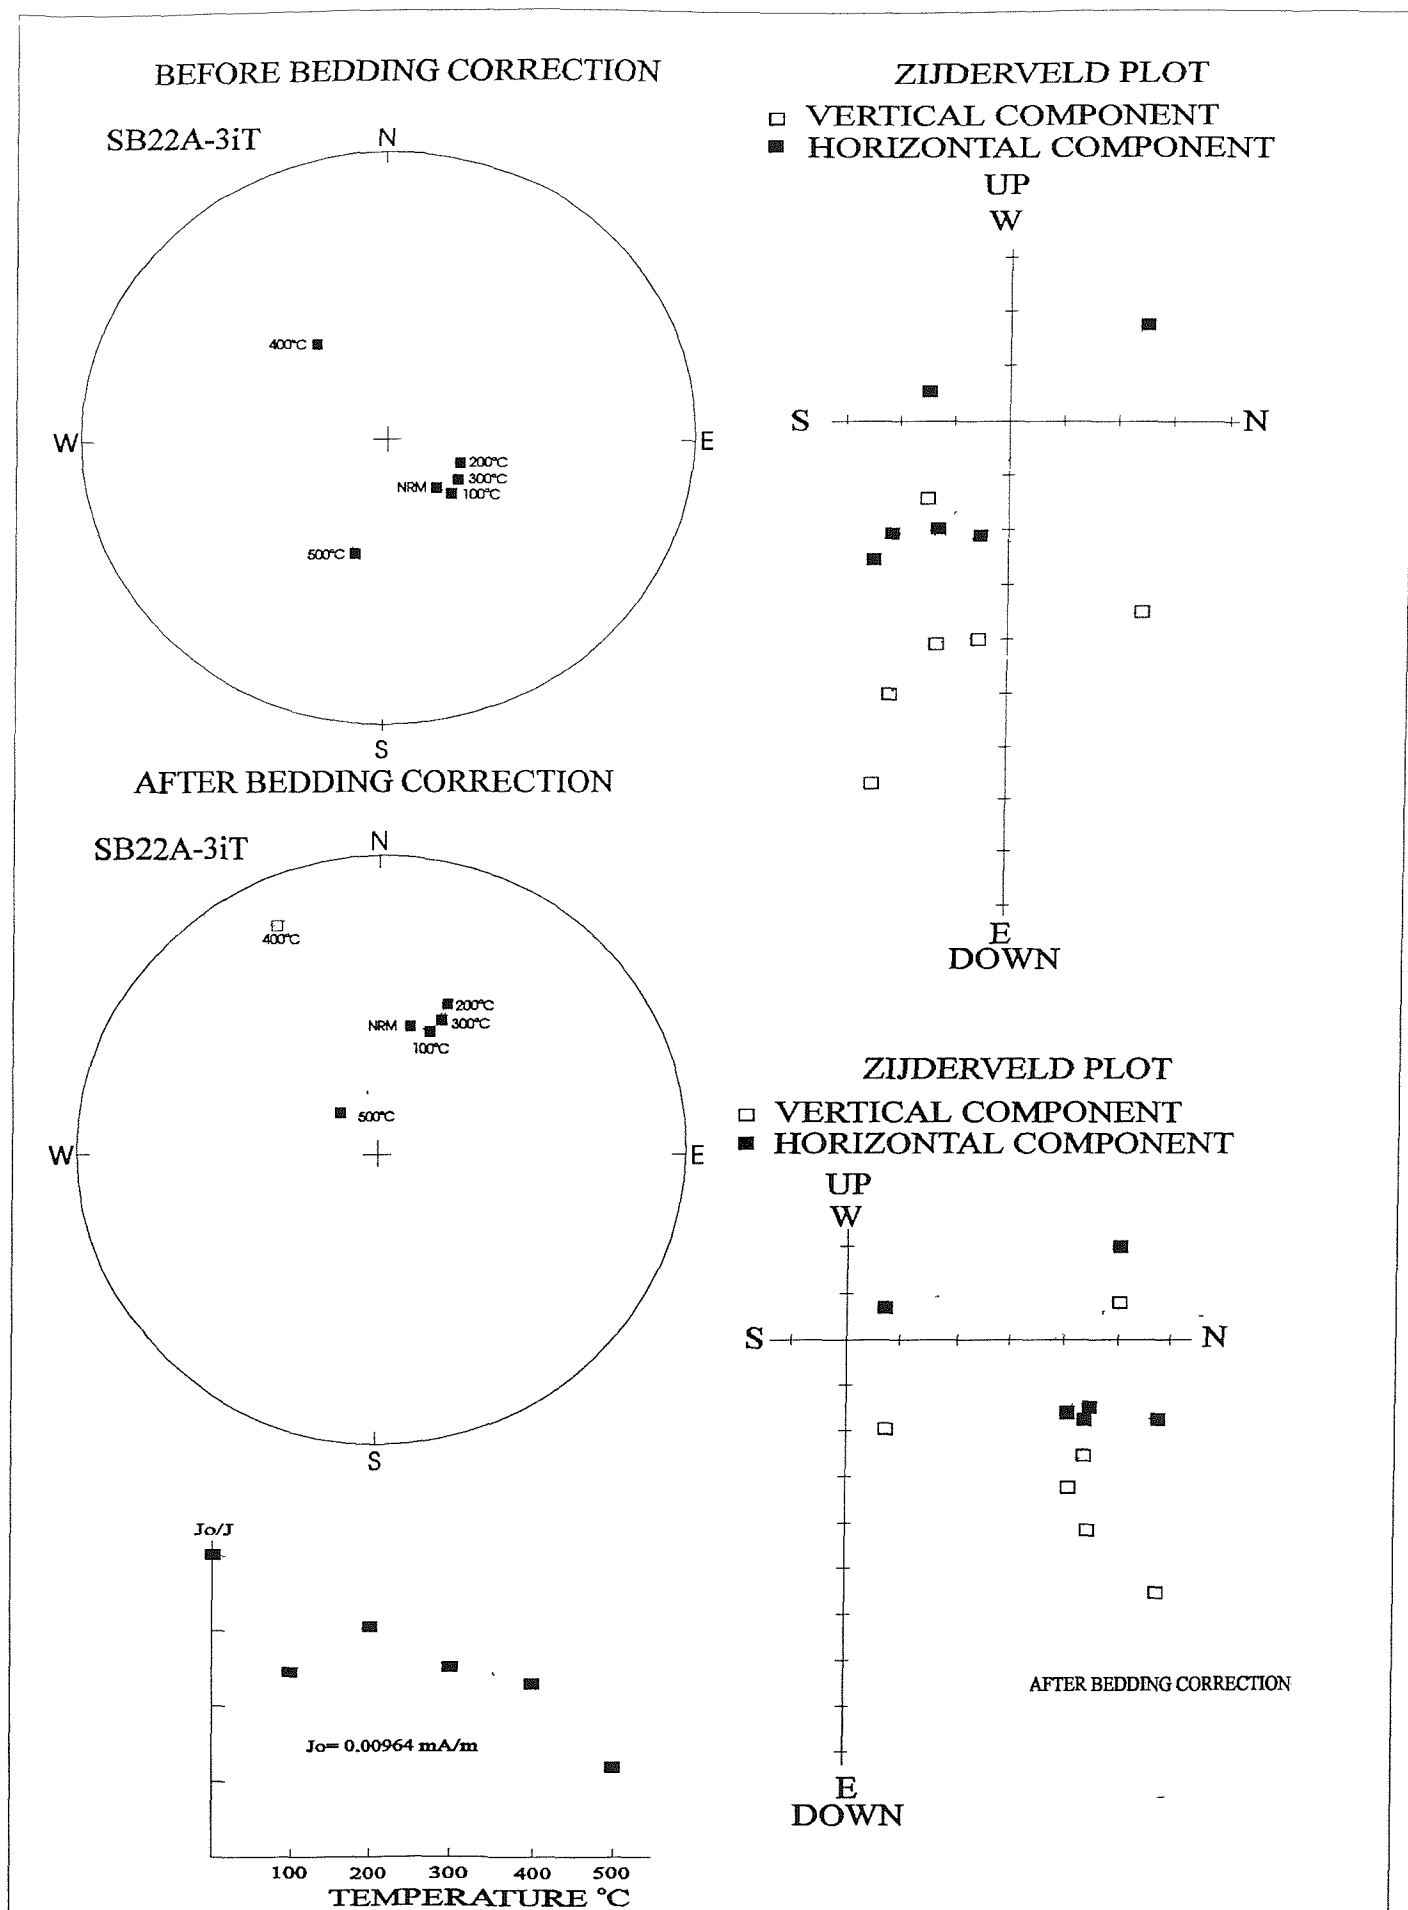 BEFORE BEDDING CORRECTION
SB22A-3iT
N
400°C
W
E
200°C
300°C
NRM
100°C
500°C
S
ZIJDERVELD PLOT
VERTICAL COMPONENT
HORIZONTAL COMPONENT
UP
W
S
N
E
DOWN
AFTER BEDDING CORRECTION
SB22A-3iT
N
400°C
200°C
NRM
300°C
100°C
500°C
W
E
S
ZIJDERVELD PLOT
VERTICAL COMPONENT
HORIZONTAL COMPONENT
UP
W
S
N
AFTER BEDDING CORRECTION
E
DOWN
Jo/J
Jo= 0.00964 mA/m
100 200 300 400 500
TEMPERATURE °C